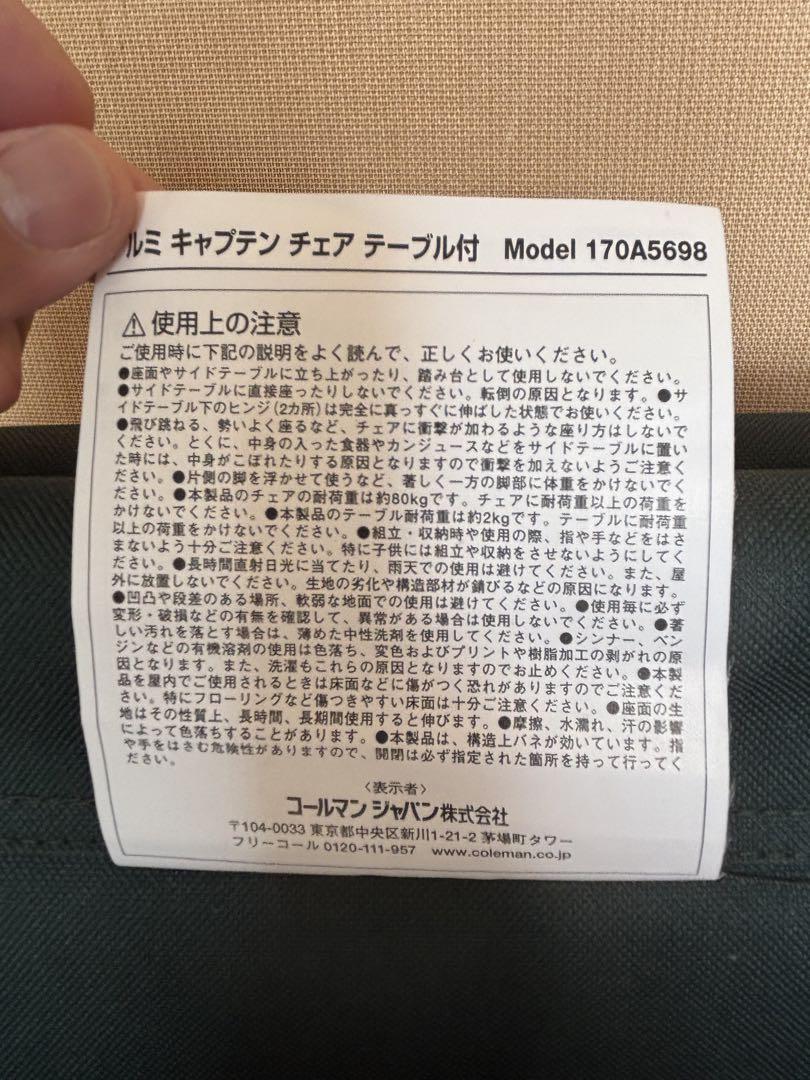 ルミ キャプテン チェア テーブル付 Model 170A5698
⚠使用上の注意
ご使用時に下記の説明をよく読んで、正しくお使いください。
●座面やサイドテーブルに立ち上がったり、踏み台として使用しないでください。
●サイドテーブルに直接座ったりしないでください。転倒の原因となります。●サ
イドテーブル下のヒンジ(2カ所)は完全に真っすぐに伸ばした状態でお使いください。
●飛び跳ねる、勢いよく座るなど、チェアに衝撃が加わるような座り方はしないで
ください。とくに、中身の入った食器やカンジュースなどをサイドテーブルに置い
た時には、中身がこぼれたりする原因となりますので衝撃を加えないようご注意く
ださい。●片側の脚を浮かせて使うなど、著しく一方の脚部に体重をかけないでく
ださい。●本製品のチェアの耐荷重は約80kgです。チェアに耐荷重以上の荷重を
かけないでください。●本製品のテーブル耐荷重は約2kgです。テーブルに耐荷重
以上の荷重をかけないでください。●組立・収納時や使用の際、指や手などをはさ
まないよう十分ご注意ください。特に子供には組立や収納をさせないようにしてく
ださい。●長時間直射日光に当てたり、雨天での使用は避けてください。また、屋
外に放置しないでください。生地の劣化や構造部材が錆びるなどの原因になります。
●凹凸や段差のある場所、軟弱な地面での使用は避けてください。●使用毎に必ず
変形・破損などの有無を確認して、異常がある場合は使用しないでください。●著
しい汚れを落とす場合は、薄めた中性洗剤を使用してください。●シンナー、ベン
ジンなどの有機溶剤の使用は色落ち、変色およびプリントや樹脂加工の剥がれの原
因となります。また、洗濯もこれらの原因となりますのでお止めください。●本製
品を屋内でご使用されるときは床面などに傷がつく恐れがありますのでご注意くだ
さい。特にフローリングなど傷つきやすい床面は十分ご注意ください。●座面の生
地はその性質上、長時間、長期間使用すると伸びます。●摩擦、水濡れ、汗の影響
によって色落ちすることがあります。●本製品は、構造上バネが効いています。指
や手をはさむ危険性がありますので、開閉は必ず指定された箇所を持って行ってく
ださい。
〈表示者〉
コールマン ジャパン株式会社
〒104-0033 東京都中央区新川1-21-2 茅場町タワー
フリーコール 0120-111-957 www.coleman.co.jp